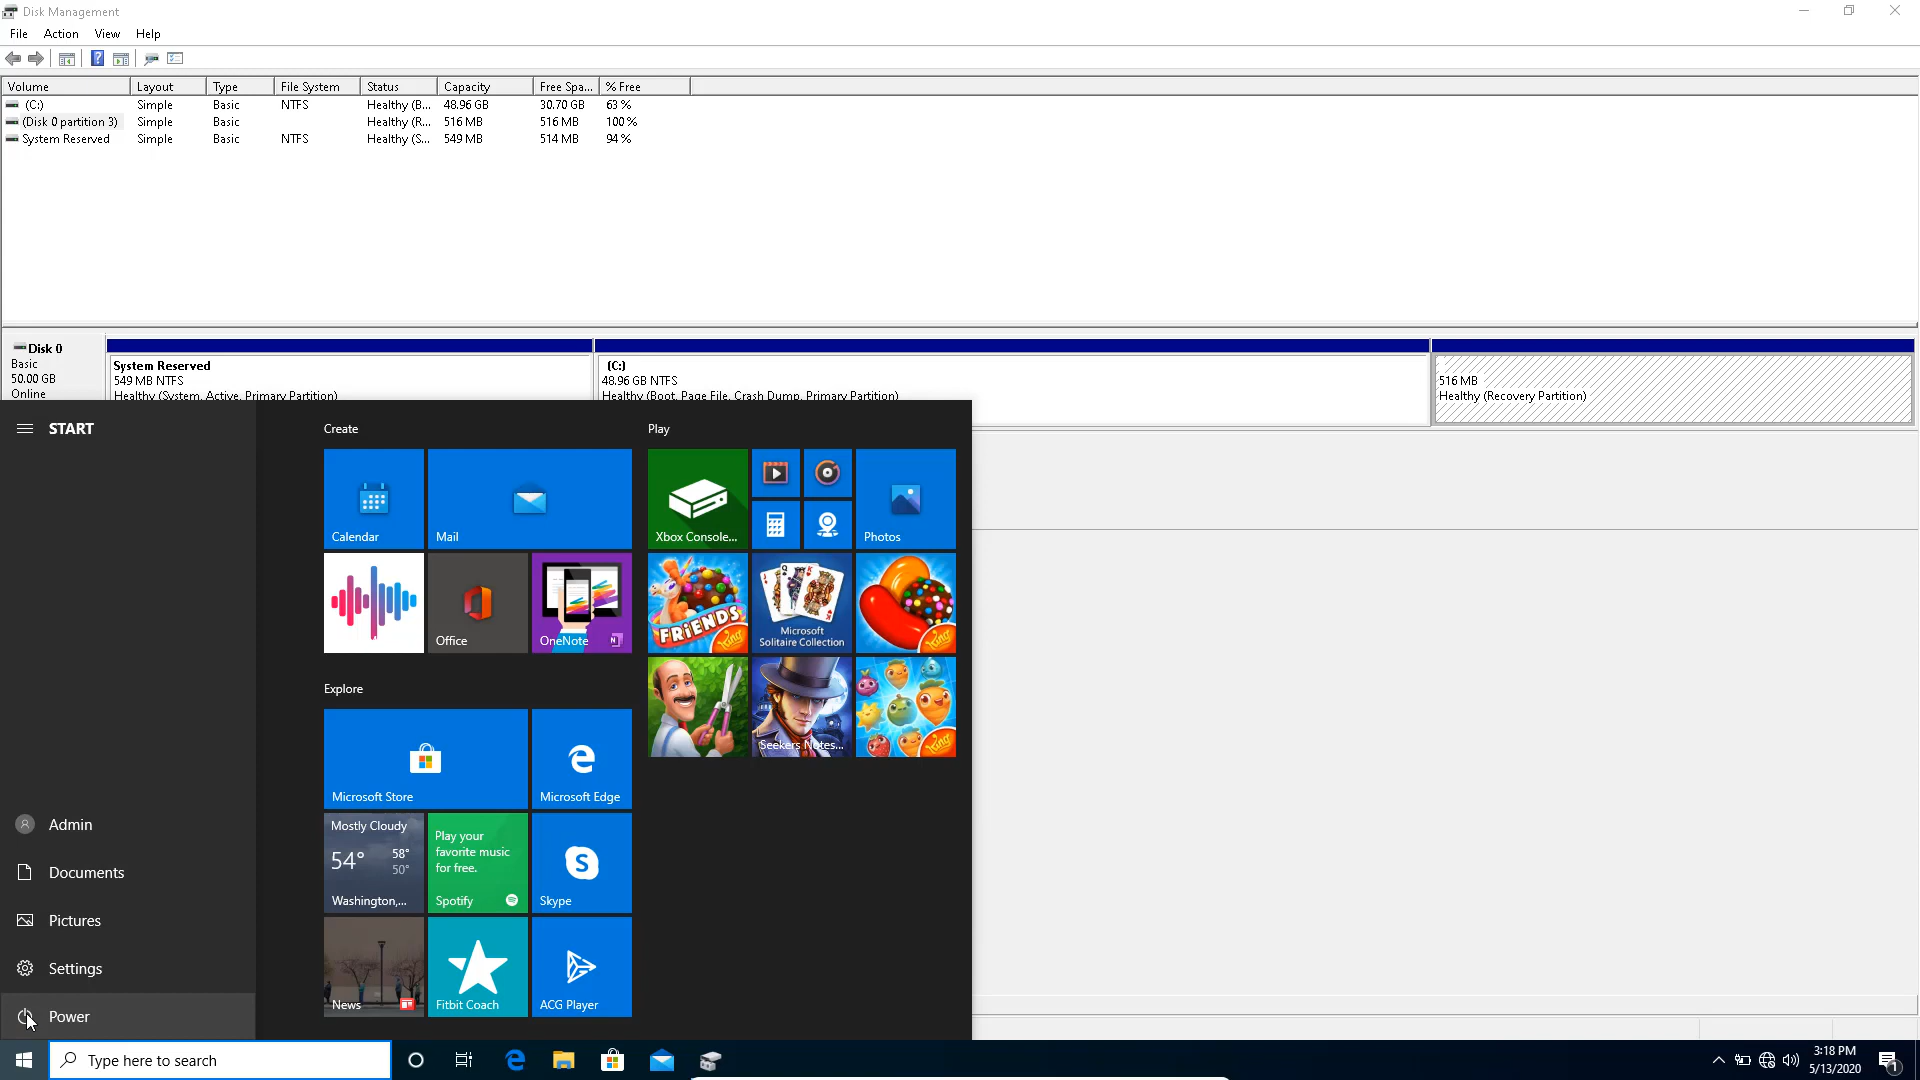 Disk Management
File Action View Help
Volume Layout Type File System Status Capacity Free Spa... % Free
(C:) Simple Basic NTFS Healthy (B... 48.96 GB 30.70 GB 63 %
(Disk 0 partition 3) Simple Basic Healthy (R... 516 MB 516 MB 100 %
System Reserved Simple Basic NTFS Healthy (S... 549 MB 514 MB 94 %
Disk 0
Basic
50.00 GB
Online
System Reserved
549 MB NTFS
Healthy (System, Active, Primary Partition)
(C:)
48.96 GB NTFS
Healthy (Boot, Page File, Crash Dump, Primary Partition)
516 MB
Healthy (Recovery Partition)
START
Admin
Documents
Pictures
Settings
Power
Create
Calendar
Mail
Office
OneNote
N
Explore
Microsoft Store
Microsoft Edge
Mostly Cloudy
54° 58°
50°
Washington,...
Play your
favorite music
for free.
Spotify
Skype
News
Fitbit Coach
ACG Player
Play
Xbox Console...
Photos
FRiENDS
King
Microsoft
Solitaire Collection
King
Seekers Notes...
King
Type here to search
3:18 PM
5/13/2020
1